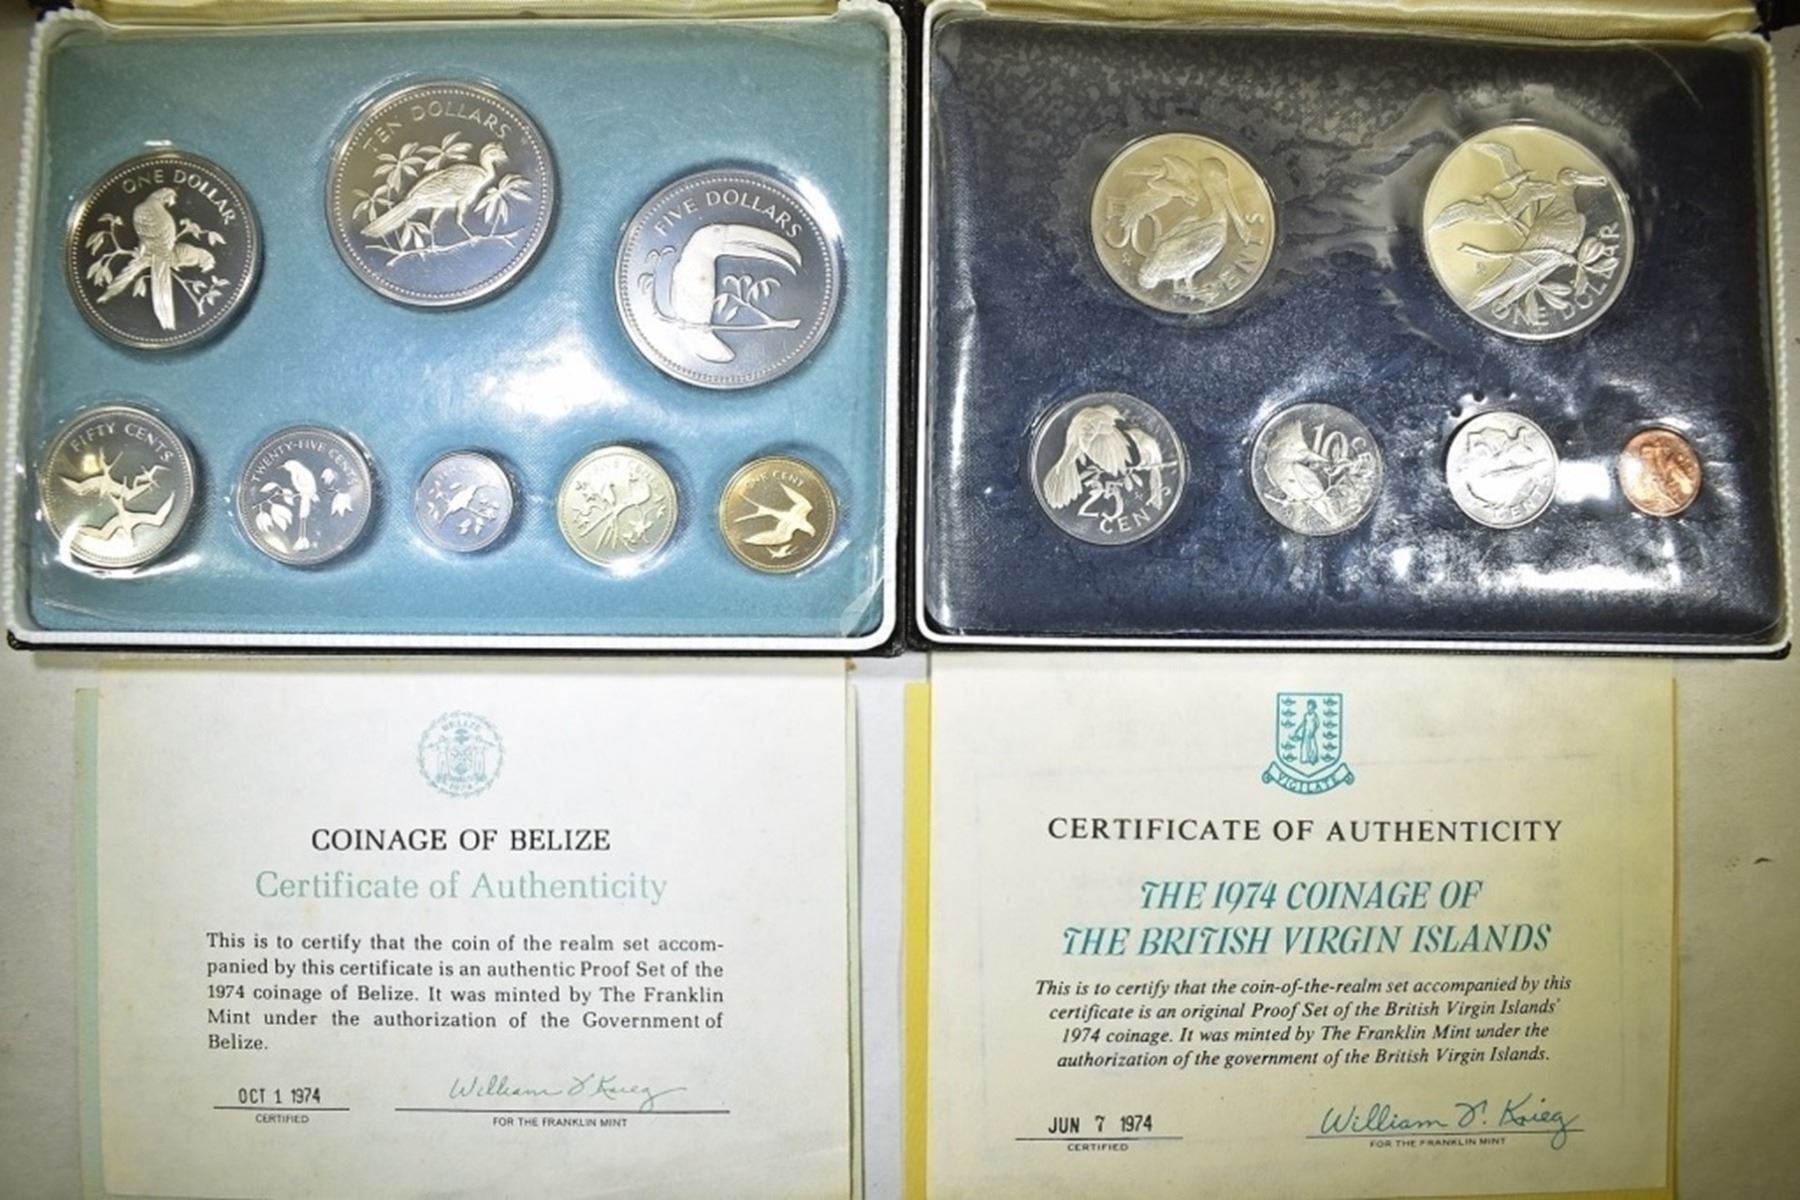 ONE DOLLAR
TEN DOLLARS
FIVE DOLLARS
FIFTY CENTS
TWENTY-FIVE CENTS
ONE CENT
50 CENTS
ONE DOLLAR
25 CENTS
10
BELIZE
1974
COINAGE OF BELIZE
Certificate of Authenticity
This is to certify that the coin of the realm set accom-
panied by this certificate is an authentic Proof Set of the
1974 coinage of Belize. It was minted by The Franklin
Mint under the authorization of the Government of
Belize.
OCT 1 1974
CERTIFIED
William T. Krieg
FOR THE FRANKLIN MINT
VIGILATE
CERTIFICATE OF AUTHENTICITY
THE 1974 COINAGE OF
THE BRITISH VIRGIN ISLANDS
This is to certify that the coin-of-the-realm set accompanied by this
certificate is an original Proof Set of the British Virgin Islands'
1974 coinage. It was minted by The Franklin Mint under the
authorization of the government of the British Virgin Islands.
JUN 7 1974
CERTIFIED
William T. Krieg
FOR THE FRANKLIN MINT